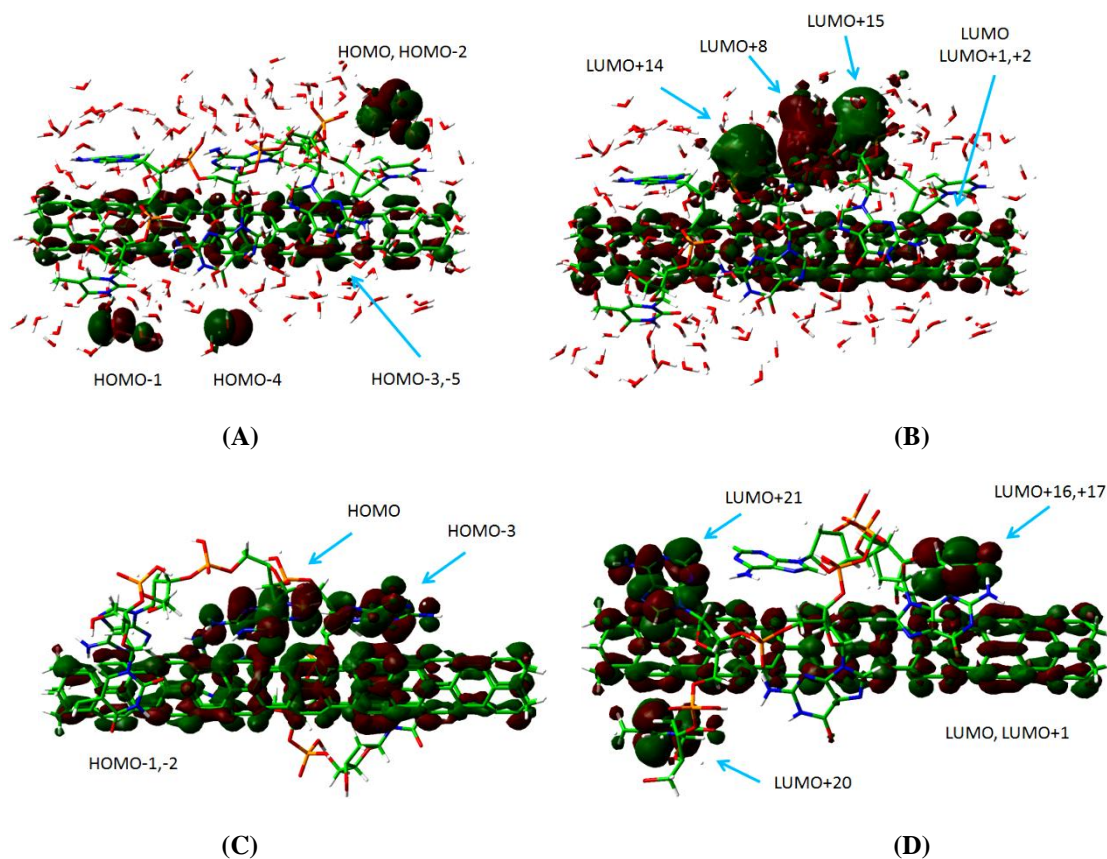 HOMO, HOMO-2
HOMO-1
HOMO-4
HOMO-3,-5
(A)
LUMO+14
LUMO+8
LUMO+15
LUMO
LUMO+1,+2
(B)
HOMO
HOMO-3
HOMO-1,-2
(C)
LUMO+21
LUMO+16,+17
LUMO, LUMO+1
LUMO+20
(D)